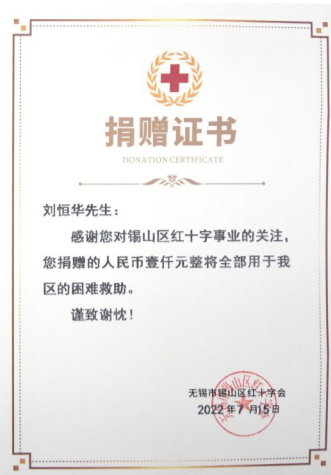 捐赠证书
DONATION CERTIFICATE
刘恒华先生：
感谢您对锡山区红十字事业的关注，
您捐赠的人民币壹仟元整将全部用于我
区的困难救助。
谨致谢忱！
无锡市锡山区红十字会
2022年7月15日